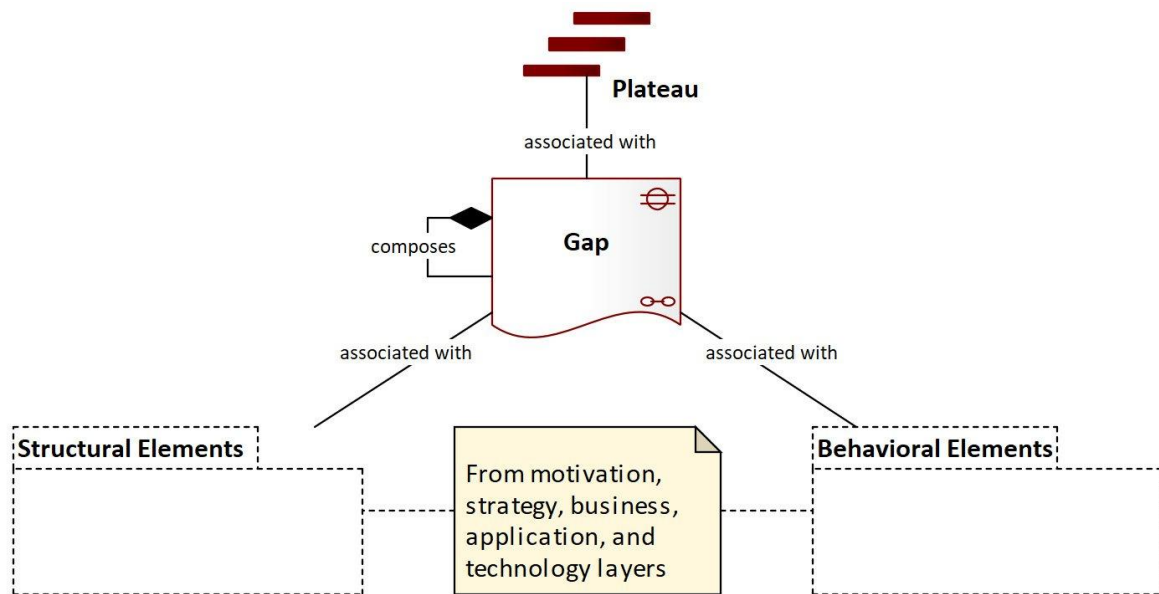 Plateau
associated with
Gap
composes
associated with
associated with
Structural Elements
From motivation,
strategy, business,
application, and
technology layers
Behavioral Elements